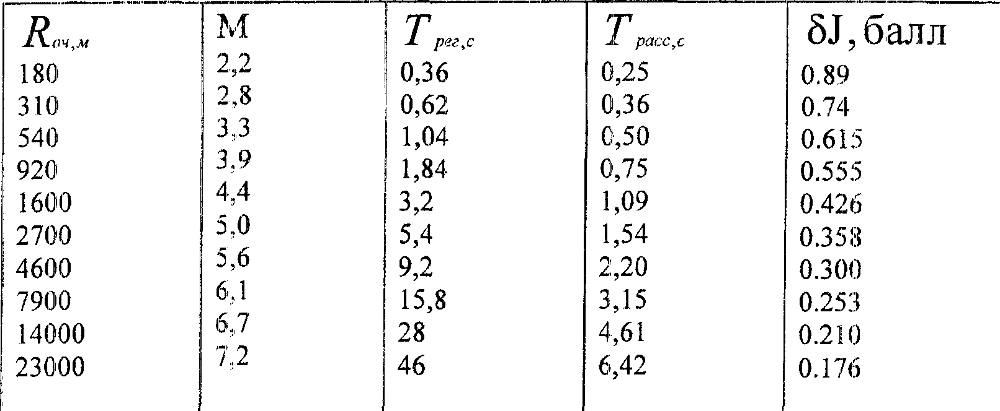 R оч,м M T рег,с T расс,с δJ, балл
180 2,2 0,36 0,25 0.89
310 2,8 0,62 0,36 0.74
540 3,3 1,04 0,50 0.615
920 3,9 1,84 0,75 0.555
1600 4,4 3,2 1,09 0.426
2700 5,0 5,4 1,54 0.358
4600 5,6 9,2 2,20 0.300
7900 6,1 15,8 3,15 0.253
14000 6,7 28 4,61 0.210
23000 7,2 46 6,42 0.176